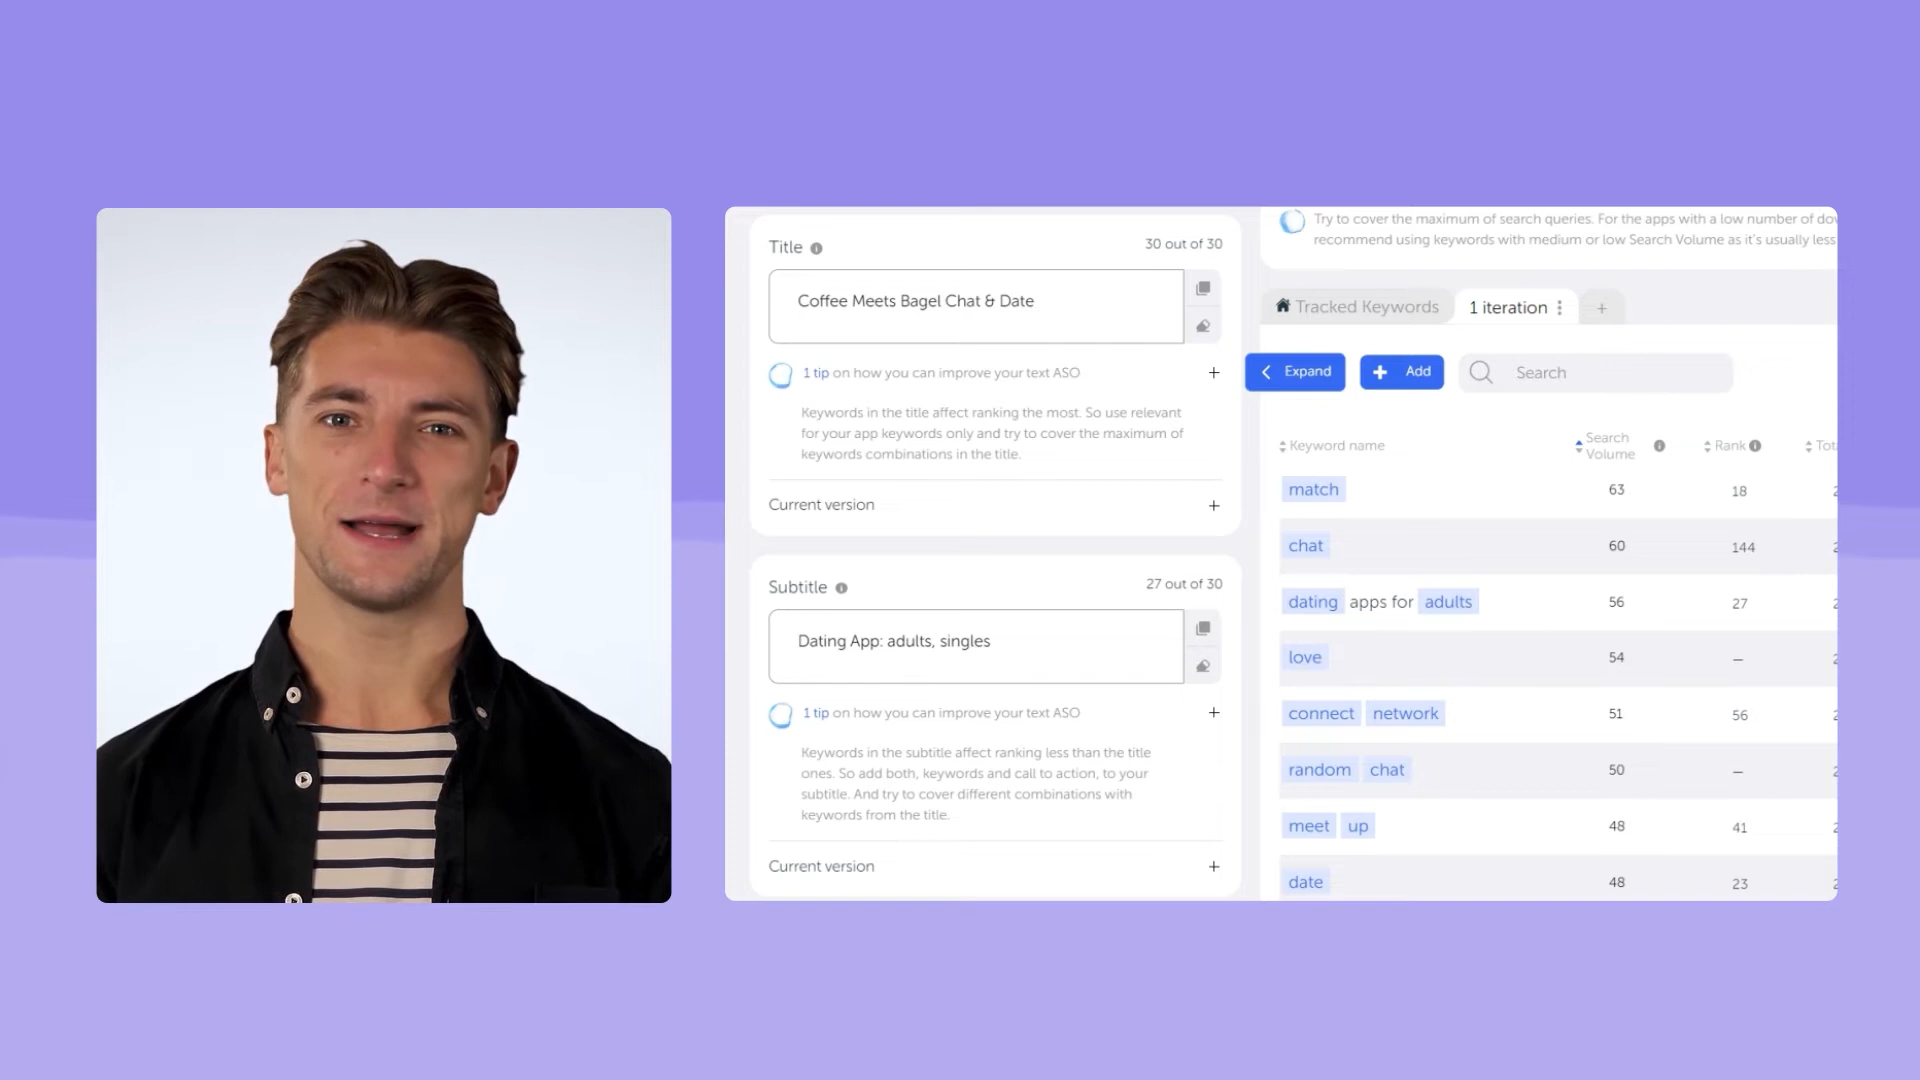 Title
30 out of 30
Coffee Meets Bagel Chat & Date
1 tip on how you can improve your text ASO
Keywords in the title affect ranking the most. So use relevant
for your app keywords only and try to cover the maximum of
keywords combinations in the title.
Current version
Subtitle
27 out of 30
Dating App: adults, singles
1 tip on how you can improve your text ASO
Keywords in the subtitle affect ranking less than the title
ones. So add both, keywords and call to action, to your
subtitle. And try to cover different combinations with
keywords from the title.
Current version
Try to cover the maximum of search queries. For the apps with a low number of
recommend using keywords with medium or low Search Volume as it's usually less
Tracked Keywords
1 iteration
Expand
Add
Search
Keyword name
Search
Volume
Rank
match 63 18
chat 60 144
dating apps for adults 56 27
love 54 –
connect network 51 56
random chat 50 –
meet up 48 41
date 48 23